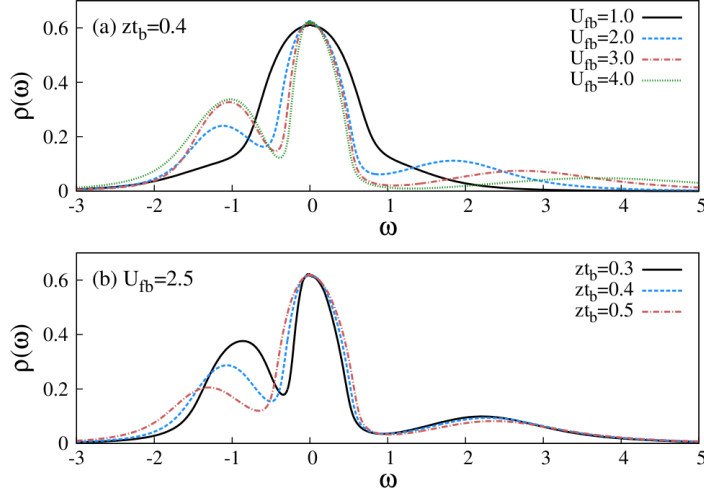 (a) zt_b=0.4
U_fb=1.0
U_fb=2.0
U_fb=3.0
U_fb=4.0
ρ(ω)
0.6
0.4
0.2
0
-3 -2 -1 0 1 2 3 4 5
ω
(b) U_fb=2.5
zt_b=0.3
zt_b=0.4
zt_b=0.5
ρ(ω)
0.6
0.4
0.2
0
-3 -2 -1 0 1 2 3 4 5
ω